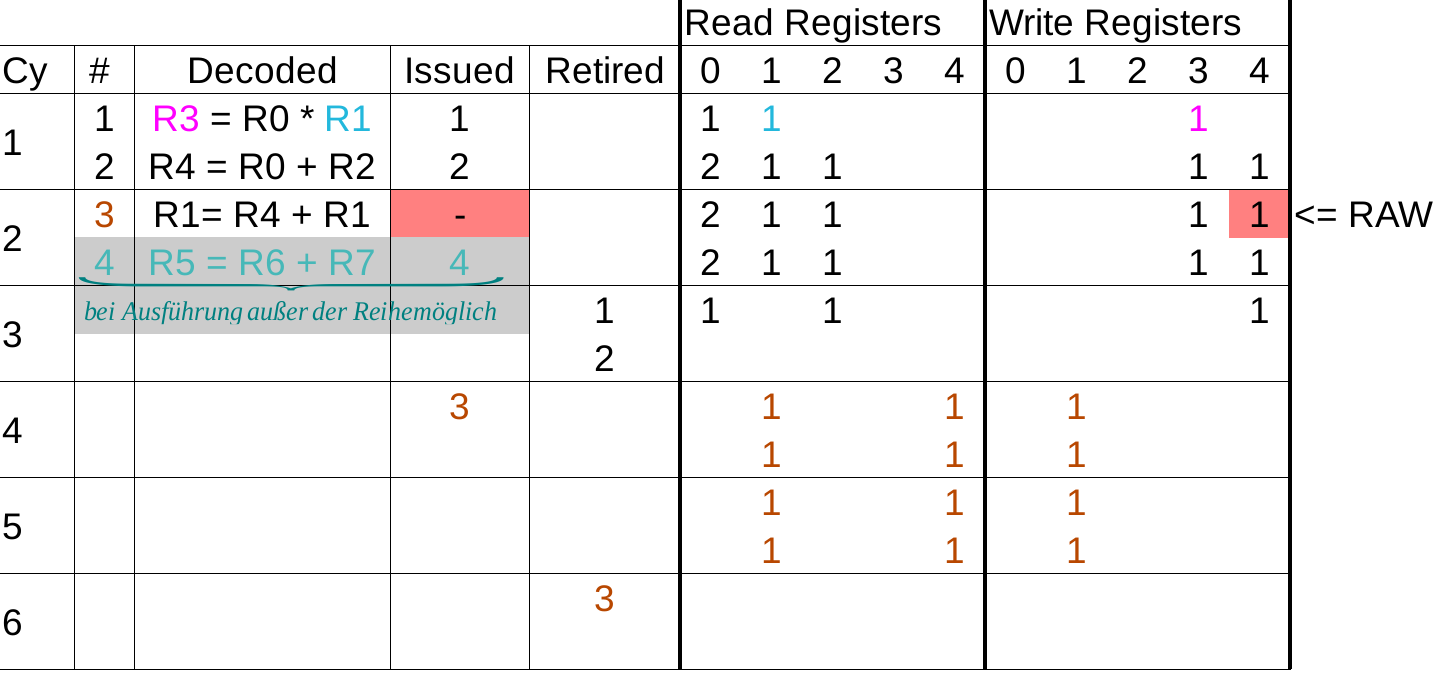 Read Registers Write Registers
Cy # Decoded Issued Retired 0 1 2 3 4 0 1 2 3 4
1 1 R3 = R0 * R1 1 1 1 1
2 R4 = R0 + R2 2 2 1 1 1 1
2 3 R1= R4 + R1 - 2 1 1 1 1 <= RAW
4 R5 = R6 + R7 4 2 1 1 1 1
3 bei Ausführung außer der Reihemöglich 1 1 1 1
2
4 3 1 1 1
1 1 1
5 1 1 1
1 1 1
6 3